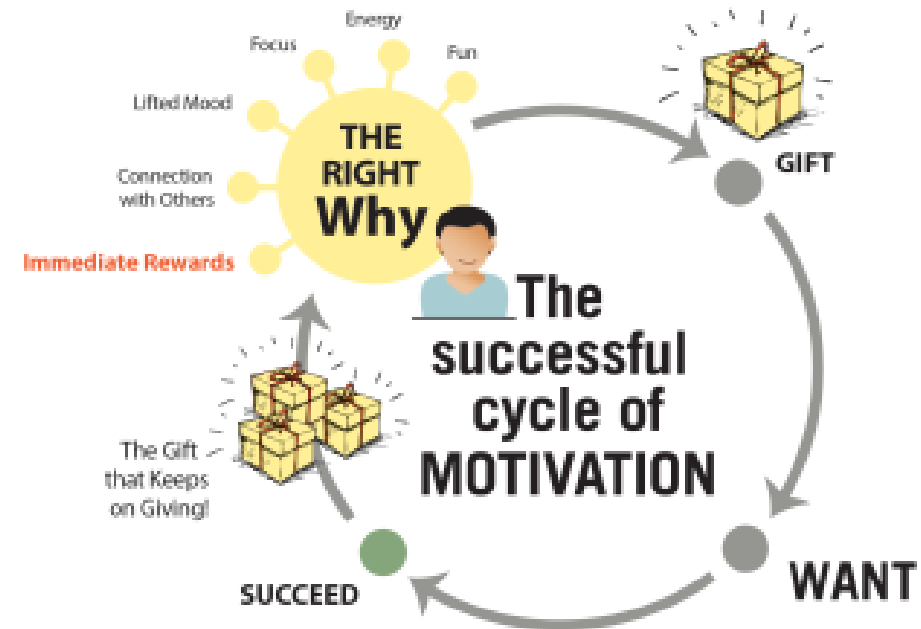 Energy
Focus
Fun
Lifted Mood
THE
RIGHT
Why
GIFT
Connection
with Others
Immediate Rewards
The
successful
cycle of
MOTIVATION
The Gift
that Keeps
on Giving!
WANT
SUCCEED